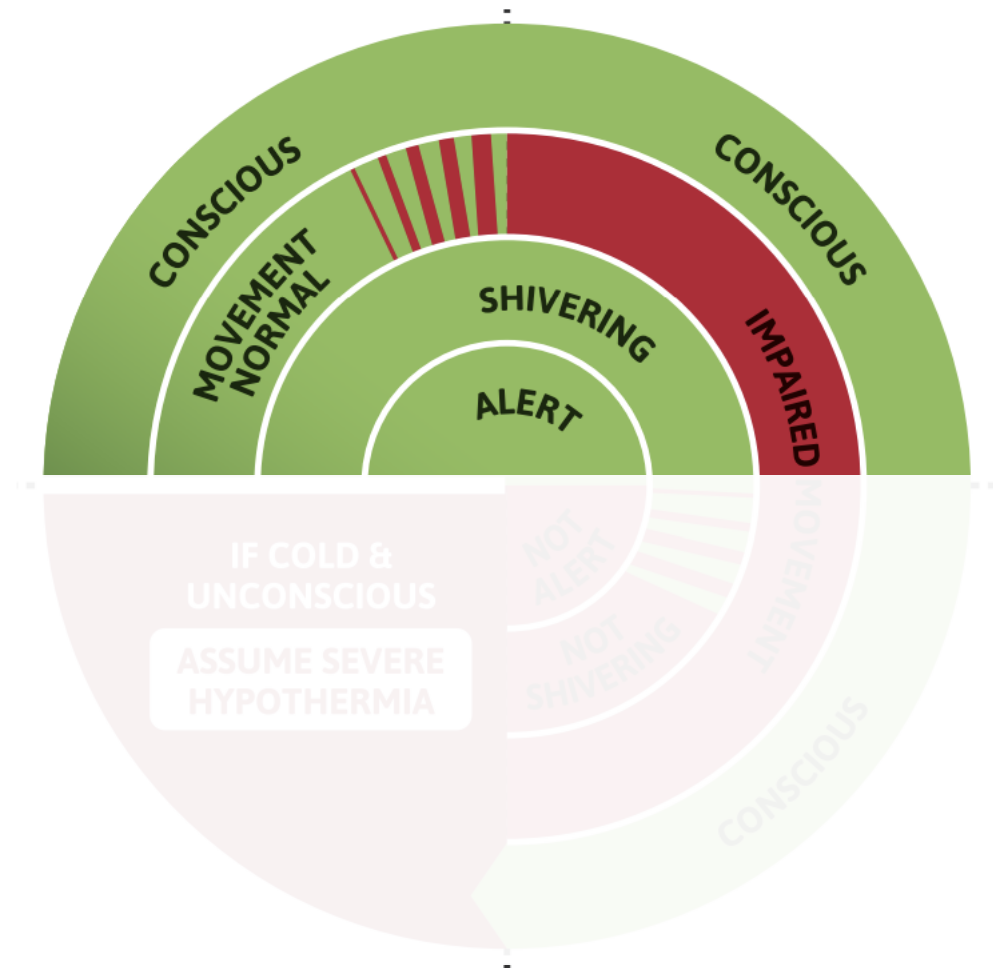 CONSCIOUS
CONSCIOUS
MOVEMENT
NORMAL
SHIVERING
IMPAIRED
MOVEMENT
ALERT
NOT
ALERT
NOT
SHIVERING
CONSCIOUS
IF COLD &
UNCONSCIOUS
ASSUME SEVERE
HYPOTHERMIA